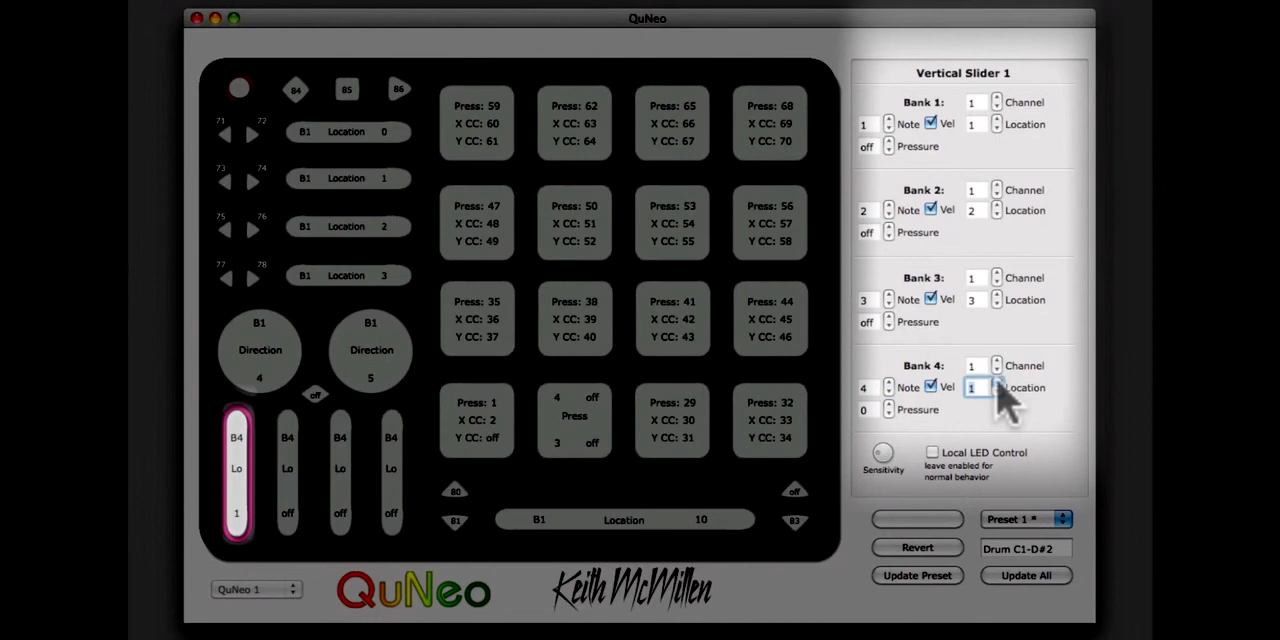 QuNeo
84 85 86
71 72
B1 Location 0
73 74
B1 Location 1
75 76
B1 Location 2
77 78
B1 Location 3
B1
Direction
4
B1
Direction
5
off
B4
Lo
1
B4
Lo
off
B4
Lo
off
B4
Lo
off
Press: 59
X CC: 60
Y CC: 61
Press: 62
X CC: 63
Y CC: 64
Press: 65
X CC: 66
Y CC: 67
Press: 68
X CC: 69
Y CC: 70
Press: 47
X CC: 48
Y CC: 49
Press: 50
X CC: 51
Y CC: 52
Press: 53
X CC: 54
Y CC: 55
Press: 56
X CC: 57
Y CC: 58
Press: 35
X CC: 36
Y CC: 37
Press: 38
X CC: 39
Y CC: 40
Press: 41
X CC: 42
Y CC: 43
Press: 44
X CC: 45
Y CC: 46
Press: 1
X CC: 2
Y CC: off
4 off
Press
3 off
Press: 29
X CC: 30
Y CC: 31
Press: 32
X CC: 33
Y CC: 34
80
81
B1 Location 10
off
83
Vertical Slider 1
Bank 1: 1 Channel
1 Note Vel 1 Location
off Pressure
Bank 2: 1 Channel
2 Note Vel 2 Location
off Pressure
Bank 3: 1 Channel
3 Note Vel 3 Location
off Pressure
Bank 4: 1 Channel
4 Note Vel 1 Location
0 Pressure
Sensitivity
Local LED Control
leave enabled for
normal behavior
Preset 1 *
Revert
Drum C1-D#2
Update Preset
Update All
QuNeo 1
QuNeo
Keith McMillen